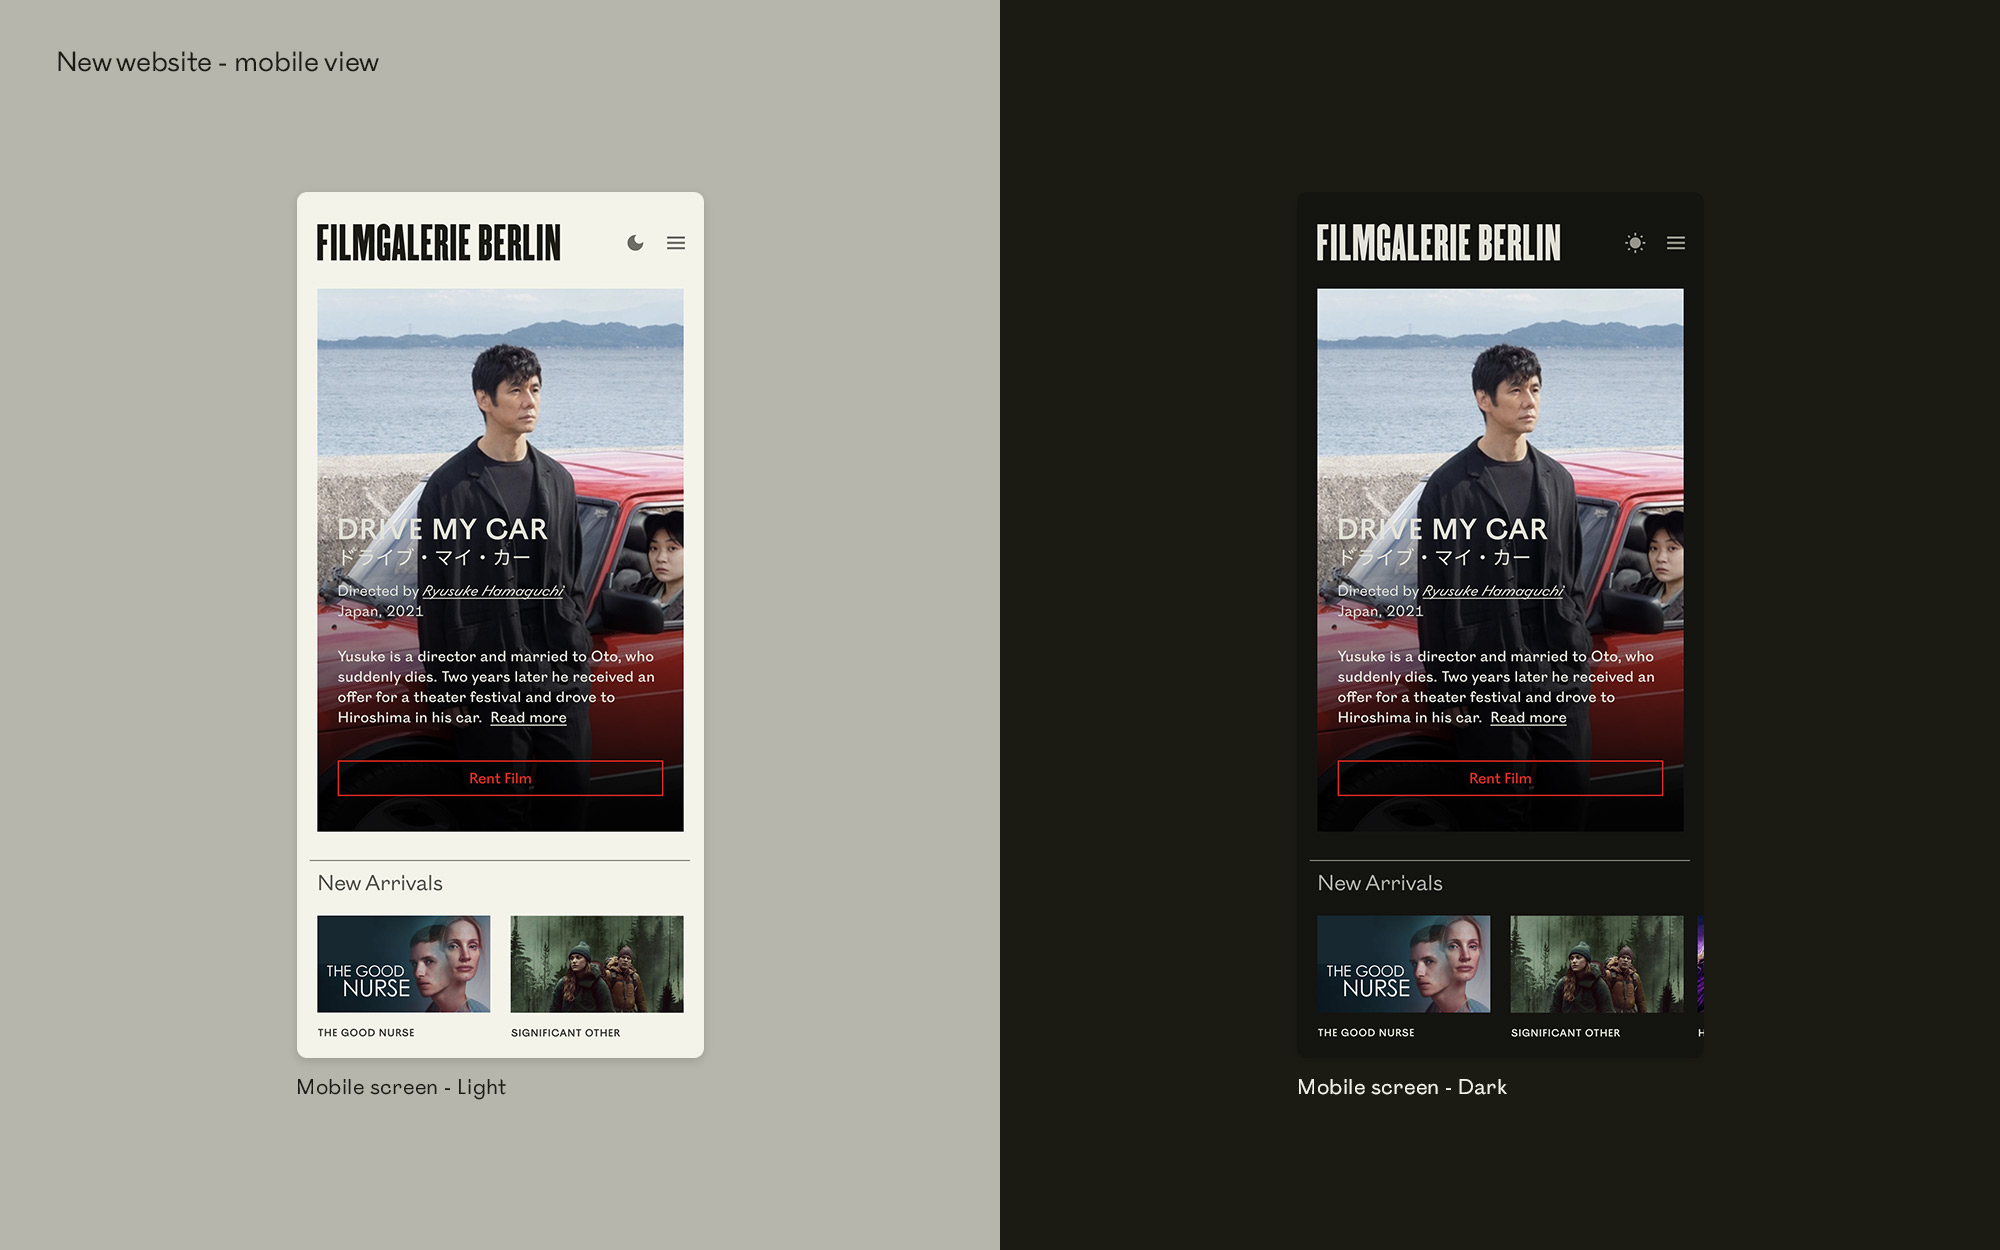 New website - mobile view
FILMGALERIE BERLIN
DRIVE MY CAR
ドライブ・マイ・カー
Directed by Ryusuke Hamaguchi
Japan, 2021
Yusuke is a director and married to Oto, who
suddenly dies. Two years later he received an
offer for a theater festival and drove to
Hiroshima in his car. Read more
Rent Film
New Arrivals
THE GOOD
NURSE
THE GOOD NURSE
SIGNIFICANT OTHER
Mobile screen - Light
FILMGALERIE BERLIN
DRIVE MY CAR
ドライブ・マイ・カー
Directed by Ryusuke Hamaguchi
Japan, 2021
Yusuke is a director and married to Oto, who
suddenly dies. Two years later he received an
offer for a theater festival and drove to
Hiroshima in his car. Read more
Rent Film
New Arrivals
THE GOOD
NURSE
THE GOOD NURSE
SIGNIFICANT OTHER
Mobile screen - Dark